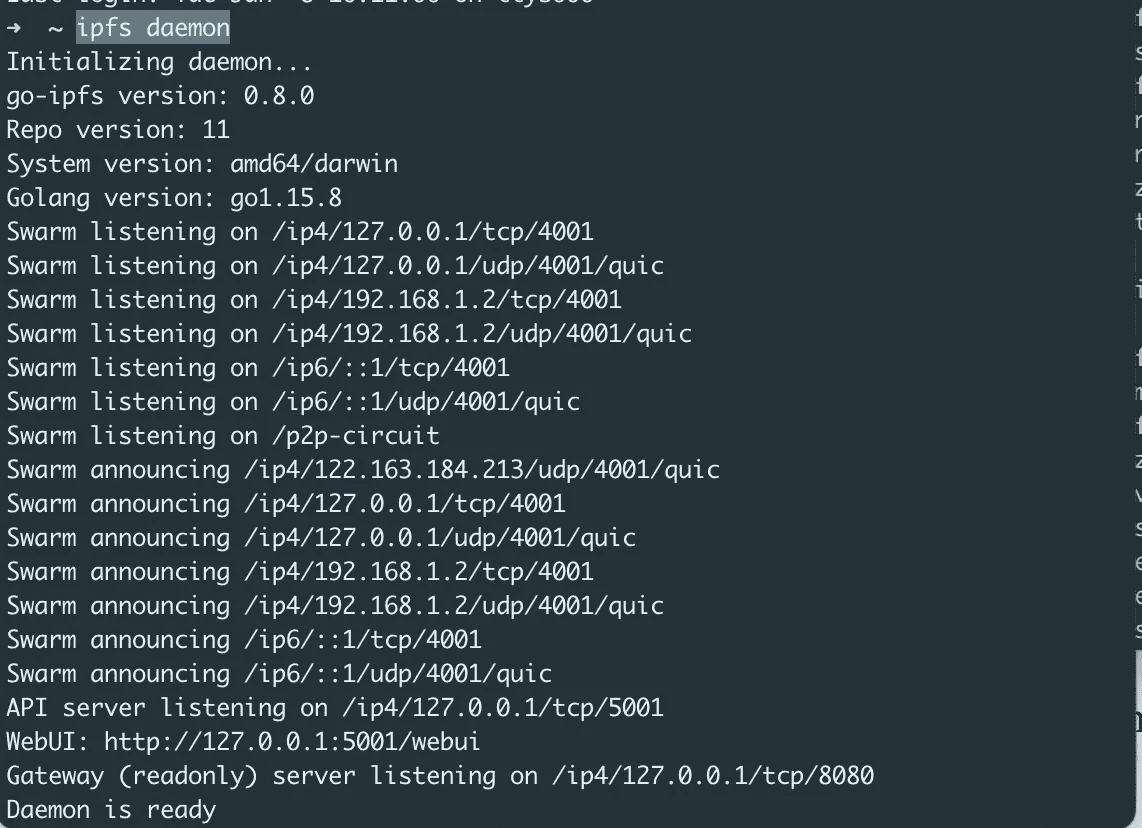 ➜ ~ ipfs daemon
Initializing daemon...
go-ipfs version: 0.8.0
Repo version: 11
System version: amd64/darwin
Golang version: go1.15.8
Swarm listening on /ip4/127.0.0.1/tcp/4001
Swarm listening on /ip4/127.0.0.1/udp/4001/quic
Swarm listening on /ip4/192.168.1.2/tcp/4001
Swarm listening on /ip4/192.168.1.2/udp/4001/quic
Swarm listening on /ip6/::1/tcp/4001
Swarm listening on /ip6/::1/udp/4001/quic
Swarm listening on /p2p-circuit
Swarm announcing /ip4/122.163.184.213/udp/4001/quic
Swarm announcing /ip4/127.0.0.1/tcp/4001
Swarm announcing /ip4/127.0.0.1/udp/4001/quic
Swarm announcing /ip4/192.168.1.2/tcp/4001
Swarm announcing /ip4/192.168.1.2/udp/4001/quic
Swarm announcing /ip6/::1/tcp/4001
Swarm announcing /ip6/::1/udp/4001/quic
API server listening on /ip4/127.0.0.1/tcp/5001
WebUI: http://127.0.0.1:5001/webui
Gateway (readonly) server listening on /ip4/127.0.0.1/tcp/8080
Daemon is ready